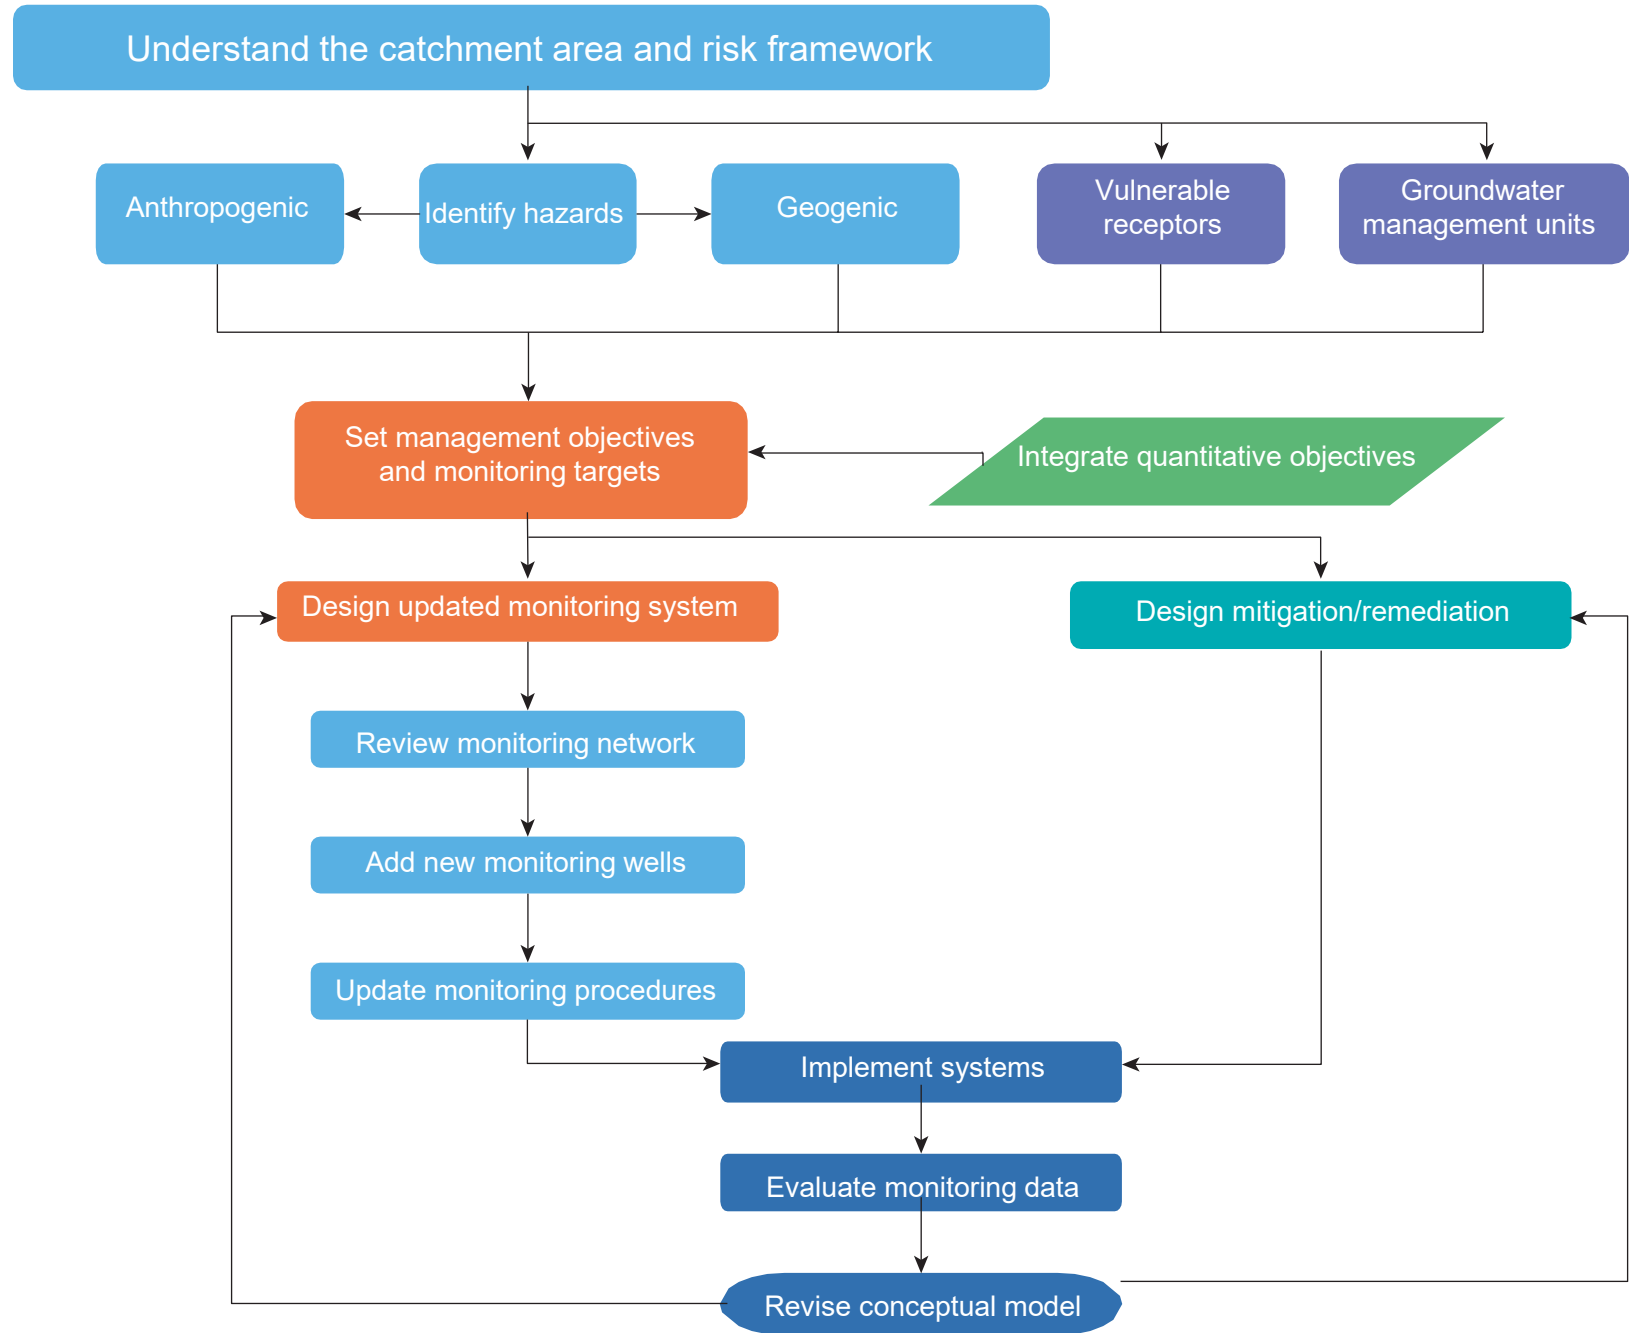 Understand the catchment area and risk framework
Anthropogenic
Identify hazards
Geogenic
Vulnerable
receptors
Groundwater
management units
Set management objectives
and monitoring targets
Integrate quantitative objectives
Design updated monitoring system
Design mitigation/remediation
Review monitoring network
Add new monitoring wells
Update monitoring procedures
Implement systems
Evaluate monitoring data
Revise conceptual model